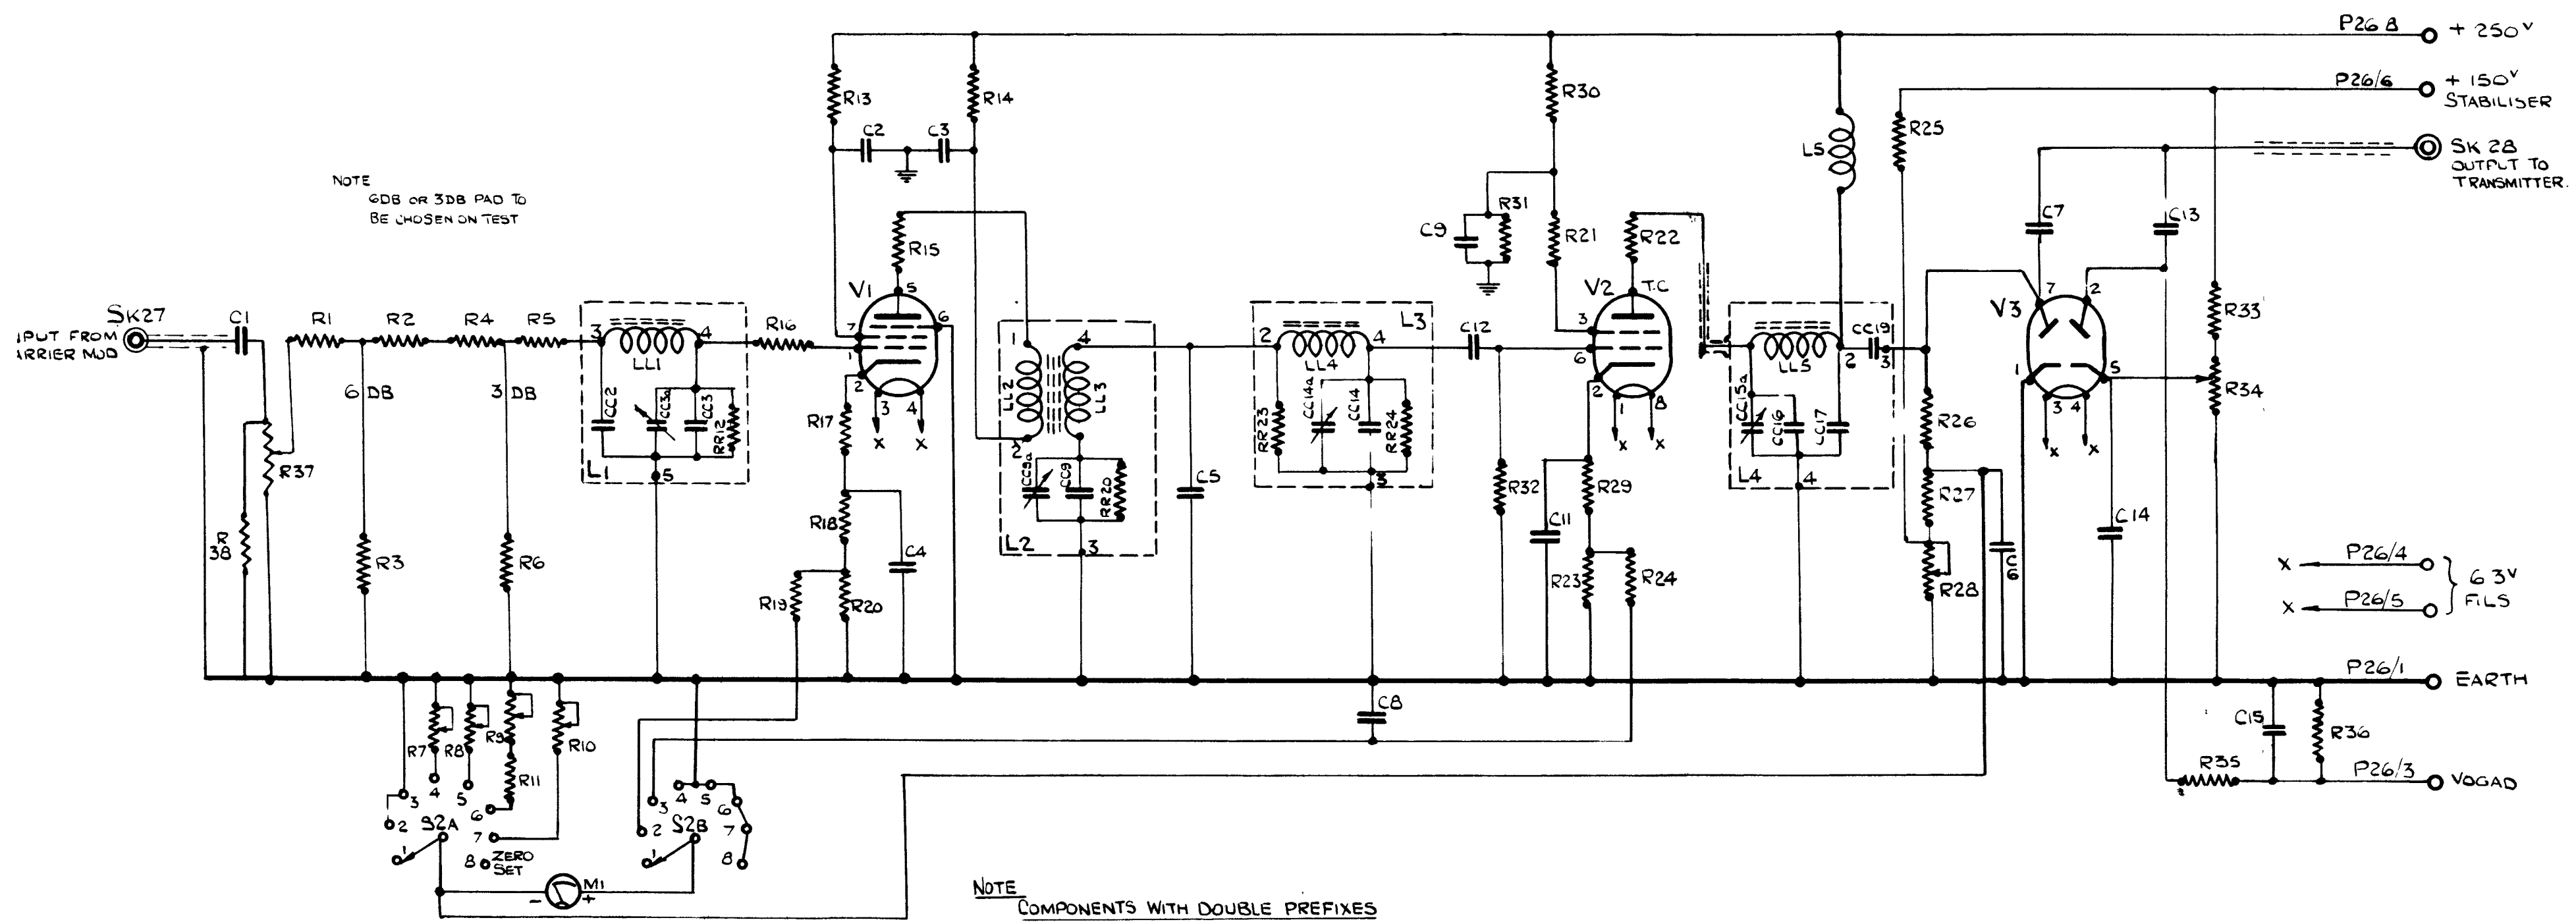 P26 8
+ 250V
P26/6
+ 150V
STABILISER
SK 28
OUTPUT TO
TRANSMITTER.
NOTE
6DB OR 3DB PAD TO
BE CHOSEN ON TEST
R13
R14
C2
C3
R15
R30
R31
C9
R21
R22
L5
R25
C7
C13
SK27
C1
R1
R2
R4
R5
3
4
LL1
R16
V1
5
6
7
1
2
3
4
X
X
6 DB
3 DB
CC2
CC3a
CC3
RR12
L1
5
R37
R
38
R3
R6
R17
R18
R19
R20
C4
1
4
LL2
LL3
2
CC9a
CC9
RR20
L2
3
C5
2
4
L3
LL4
RR23
CC14a
CC14
RR24
3
C12
R32
V2
T.C
3
6
2
1
8
X
X
C11
R29
R23
R24
LL5
CC15a
CC16
CC17
L4
4
2
CC19
3
R26
R27
R28
C6
V3
7
2
1
5
3
4
X
X
C14
R33
R34
X
P26/4
X
P26/5
6 3V
FILS
P26/1
EARTH
C8
C15
R36
R35
P26/3
VOGAD
R7
R8
R9
R10
R11
3
4
5
6
2
S2A
7
1
8
ZERO
SET
3
4
5
6
2
S2B
7
1
8
M1
-
+
NOTE
COMPONENTS WITH DOUBLE PREFIXES